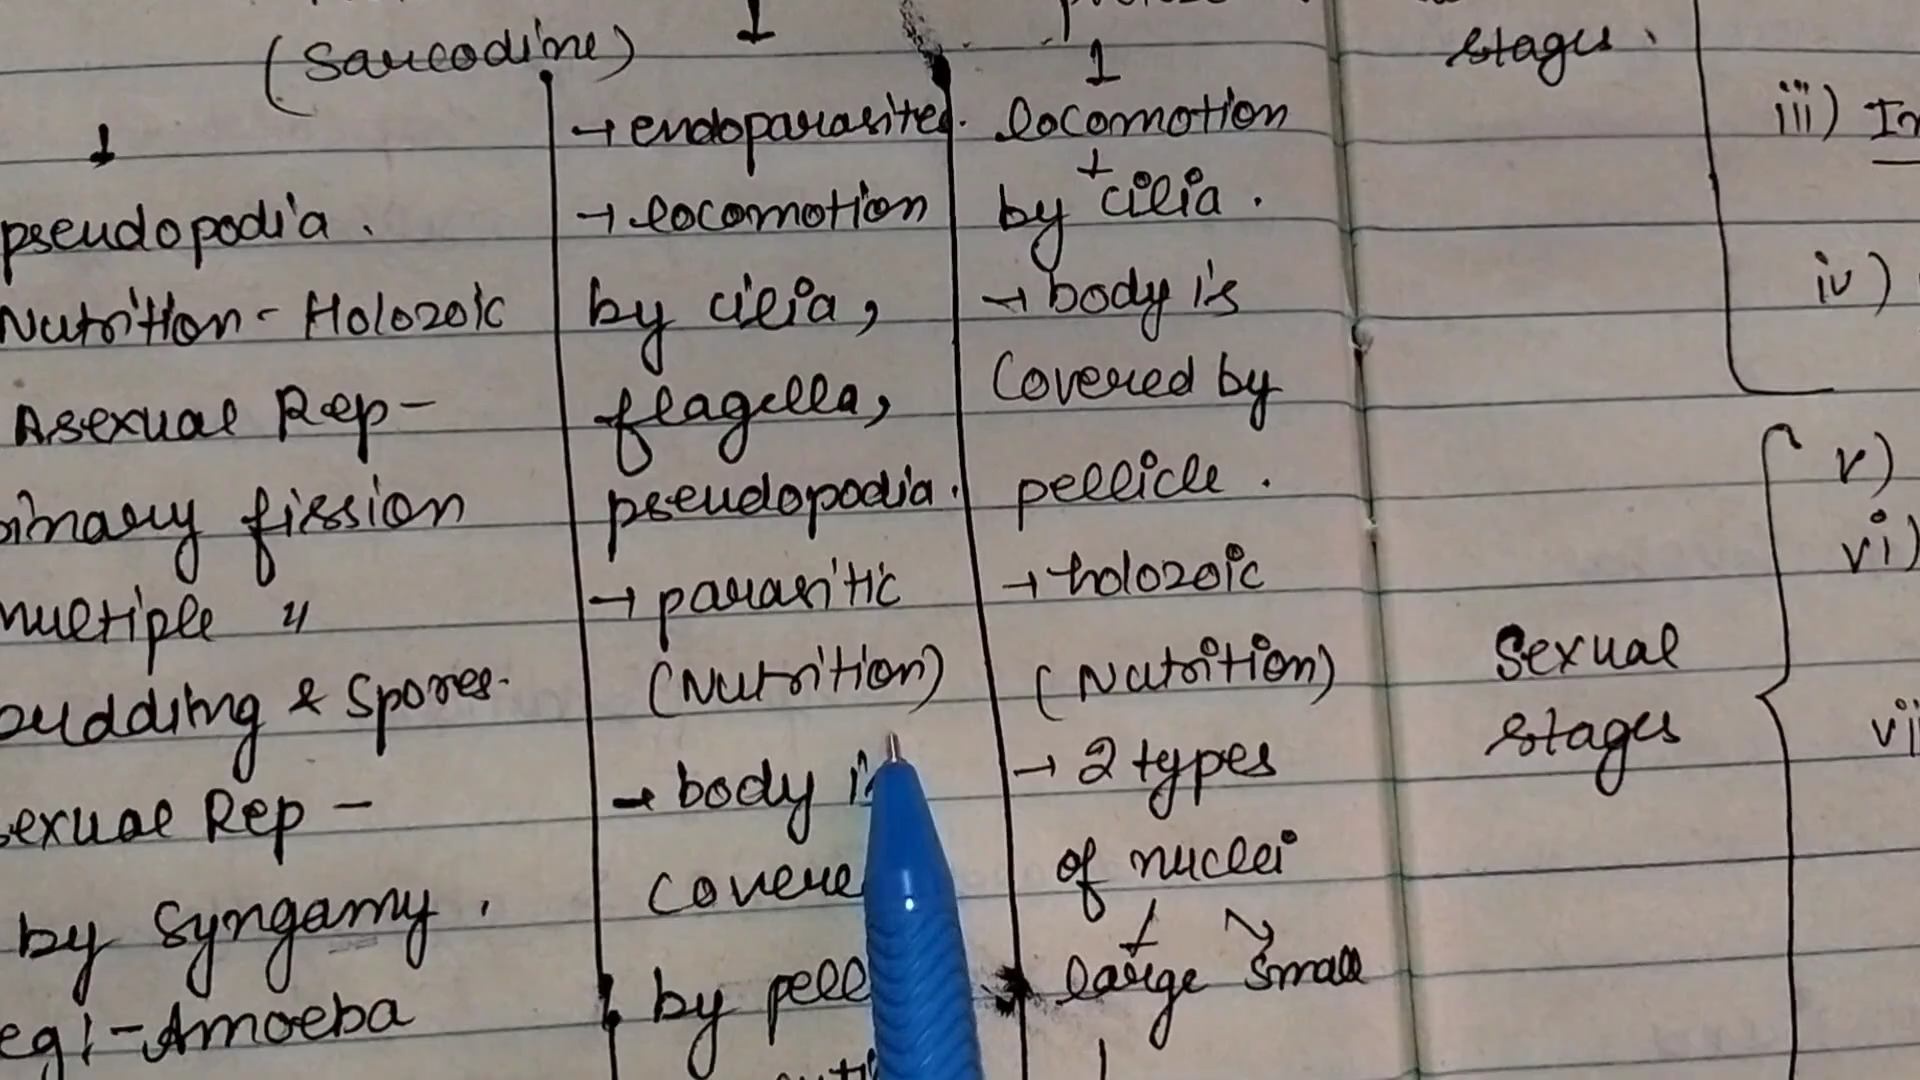 (Sarcodine)
pseudopodia.
Nutrition - Holozoic
Asexual Rep -
fission
multiple "
budding & Spores.
Sexual Rep -
by Syngamy.
eg:- Amoeba
→ endoparasites.
→ locomotion
by cilia,
flagella,
pseudopodia.
→ parasitic
(Nutrition)
→ body
by
locomotion
by cilia.
→ body is
covered by
pellicle.
→ holozoic
(Nutrition)
→ 2 types
of nuclei
large small
stages.
iii)
iv)
v)
vi)
Sexual
stages